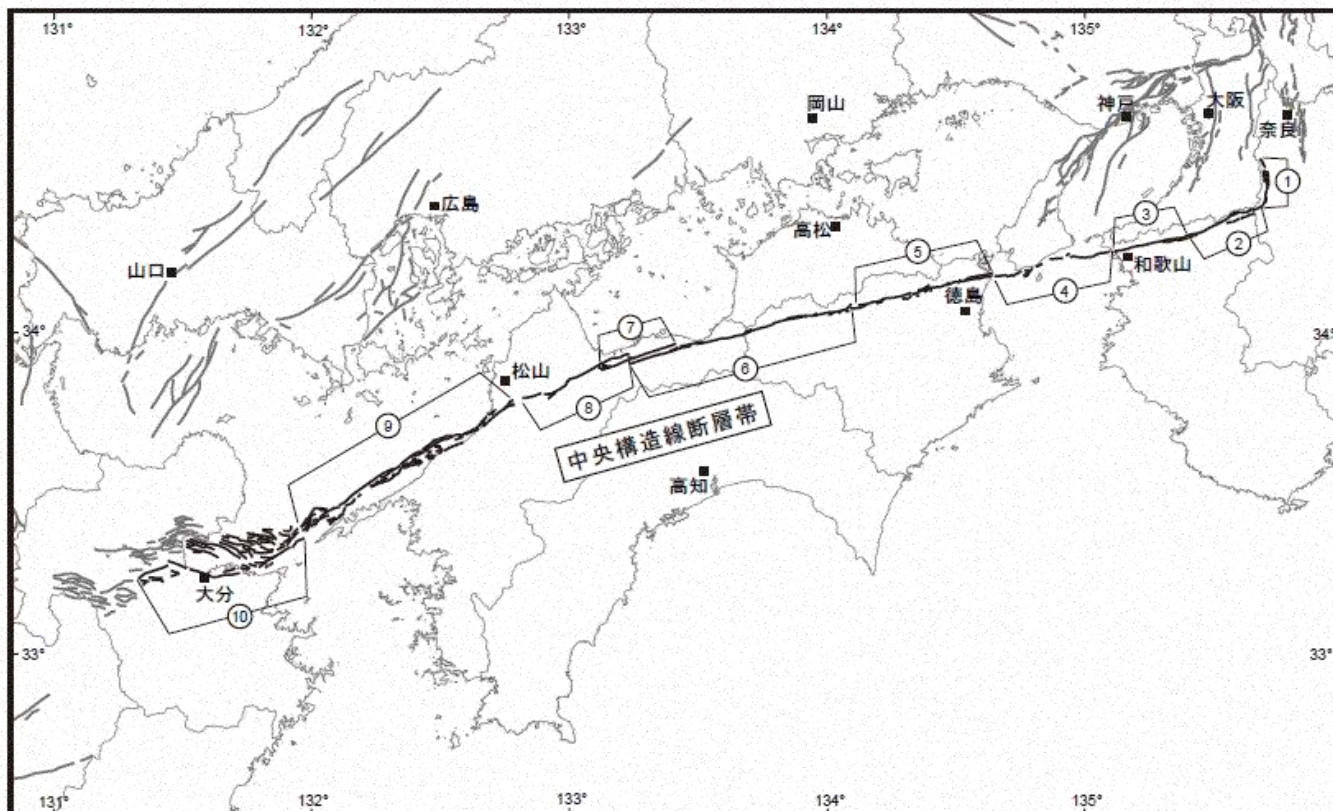 131°
132°
133°
134°
135°
岡山
神戸
大阪
奈良
①
広島
高松
③
②
⑤
和歌山
山口
④
徳島
34°
34°
⑦
松山
⑥
⑧
⑨
中央構造線断層帯
高知
大分
⑩
33°
33°
131°
132°
133°
134°
135°